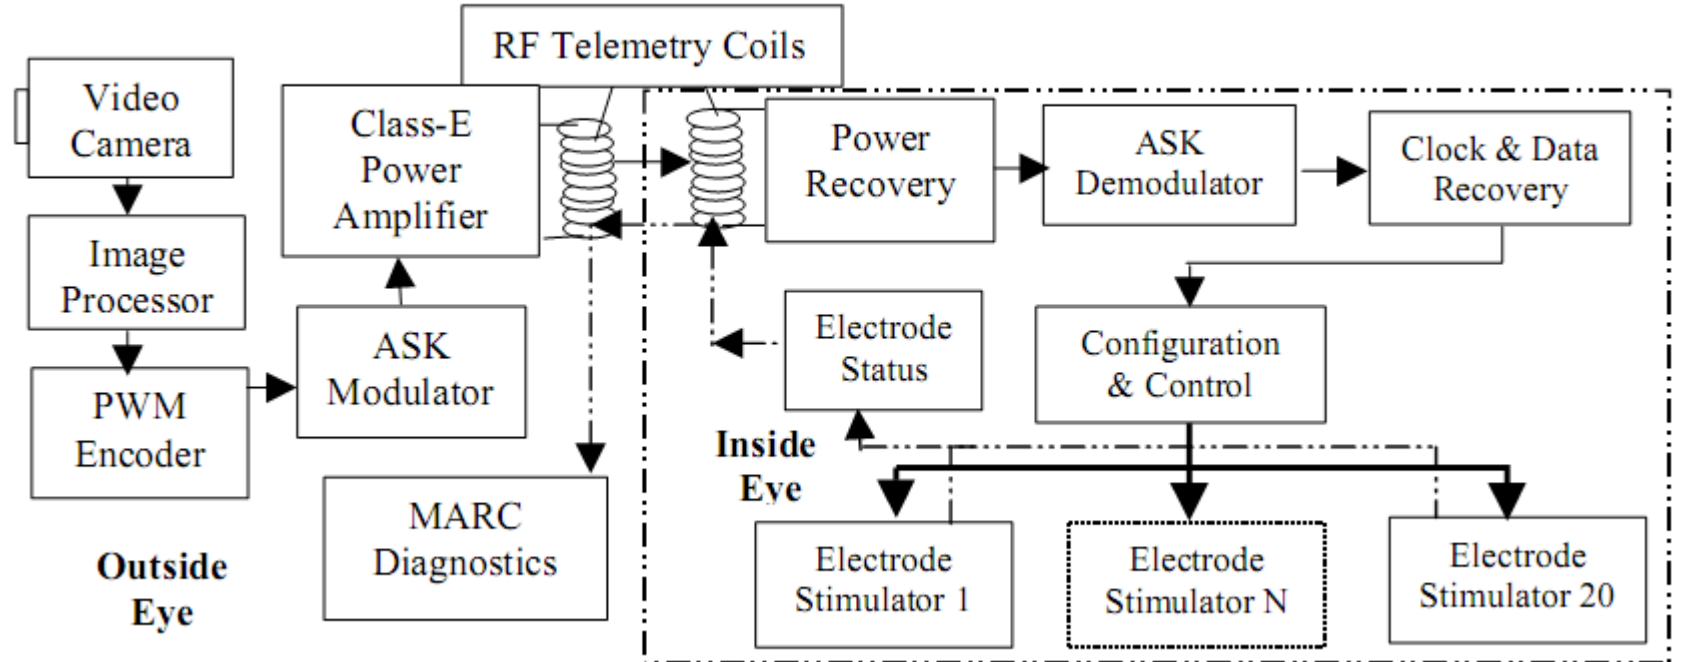 RF Telemetry Coils
Video
Camera
Class-E
Power
Amplifier
Power
Recovery
ASK
Demodulator
Clock & Data
Recovery
Image
Processor
PWM
Encoder
ASK
Modulator
Electrode
Status
Configuration
& Control
Inside
Eye
MARC
Diagnostics
Outside
Eye
Electrode
Stimulator 1
Electrode
Stimulator N
Electrode
Stimulator 20